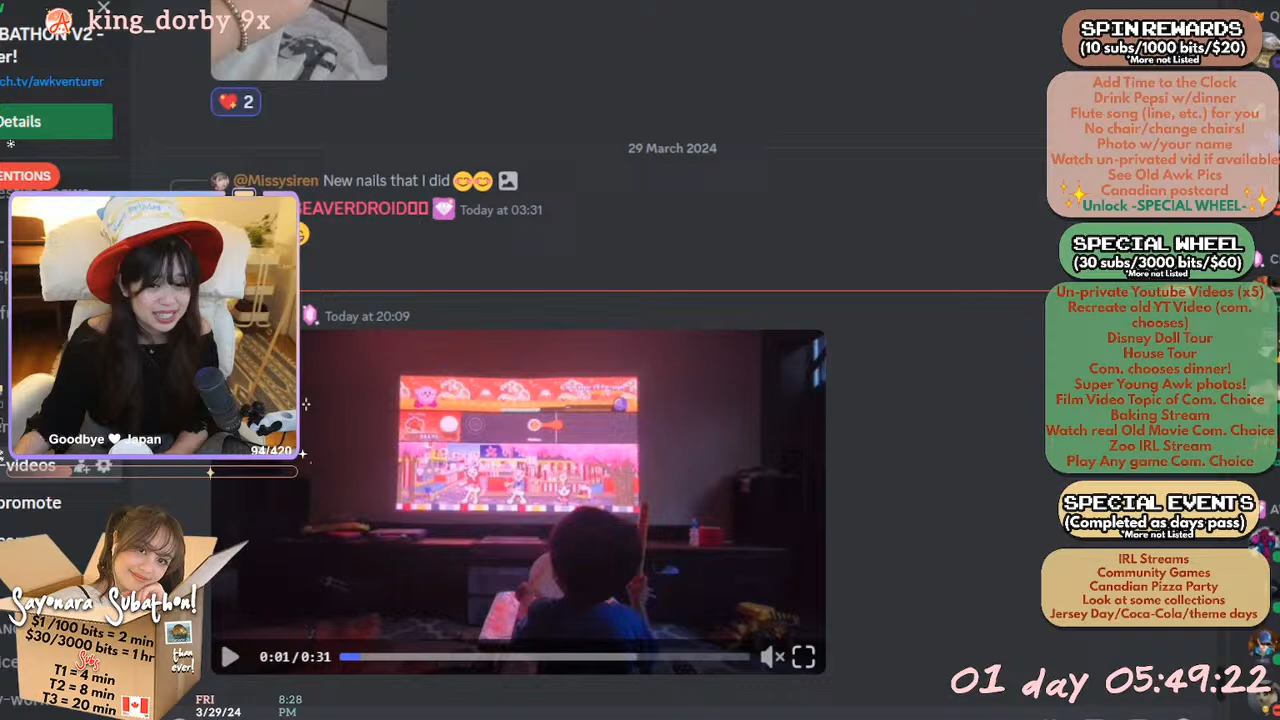 king_dorby 9x
BATHON V2 -
er!
ch.tv/awkventurer
Details
ENTIONS
2
29 March 2024
@Missysiren New nails that I did
EAVERDROID
Today at 03:31
Today at 20:09
Goodbye Japan
94/420
-videos
promote
Sayonara Subathon!
$1/100 bits = 2 min
$30/3000 bits = 1 hr
Subs
T1 = 4 min
T2 = 8 min
T3 = 20 min
than
ever!
0:01 / 0:31
FRI
3/29/24
8:28
PM
SPIN REWARDS
(10 subs/1000 bits/$20)
*More not Listed
Add Time to the Clock
Drink Pepsi w/dinner
Flute song (line, etc.) for you
No chair/change chairs!
Photo w/your name
Watch un-privated vid if available
See Old Awk Pics
Canadian postcard
Unlock -SPECIAL WHEEL-
SPECIAL WHEEL
(30 subs/3000 bits/$60)
*More not Listed
Un-private Youtube Videos (x5)
Recreate old YT Video (com.
chooses)
Disney Doll Tour
House Tour
Com. chooses dinner!
Super Young Awk photos!
Film Video Topic of Com. Choice
Baking Stream
Watch real Old Movie Com. Choice
Zoo IRL Stream
Play Any game Com. Choice
SPECIAL EVENTS
(Completed as days pass)
*More not Listed
IRL Streams
Community Games
Canadian Pizza Party
Look at some collections
Jersey Day/Coca-Cola/theme days
01 day 05:49:22